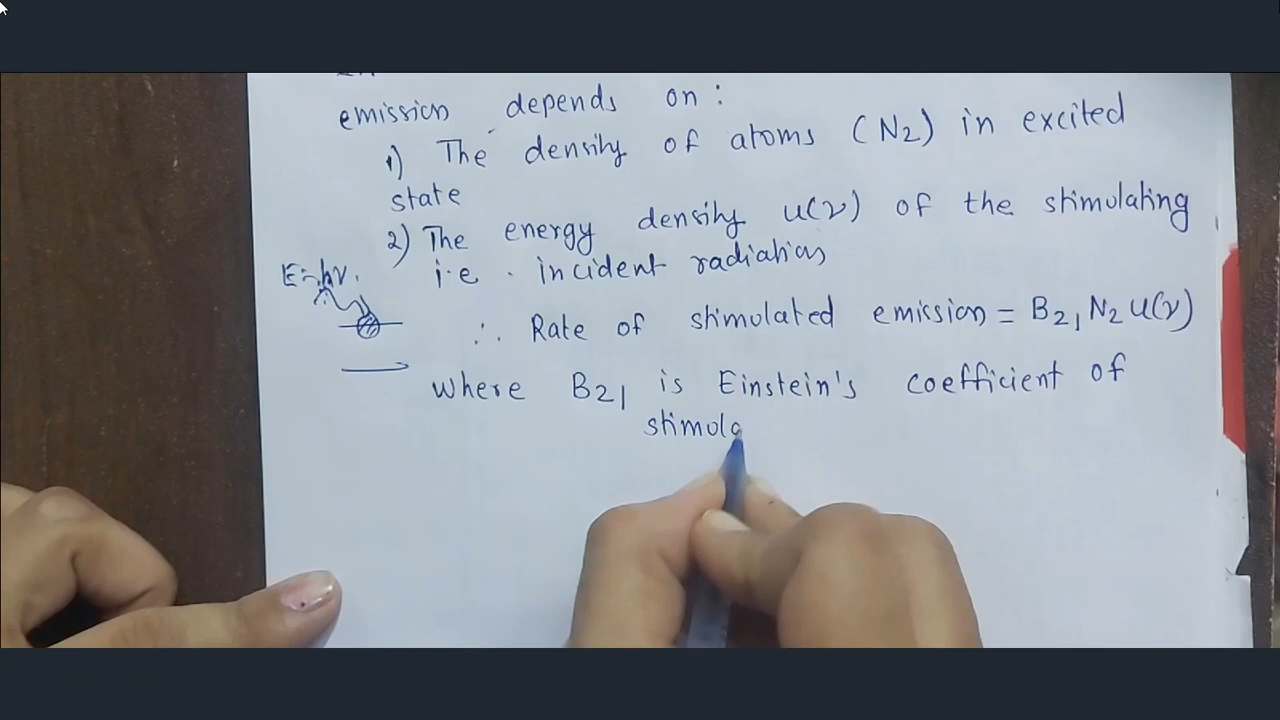 emission depends on :
1) The density of atoms (N2) in excited
state
2) The energy density u(ν) of the stimulating
i.e. incident radiation
E=hν.
∴ Rate of stimulated emission = B21 N2 u(ν)
where B21 is Einstein's coefficient of
stimula